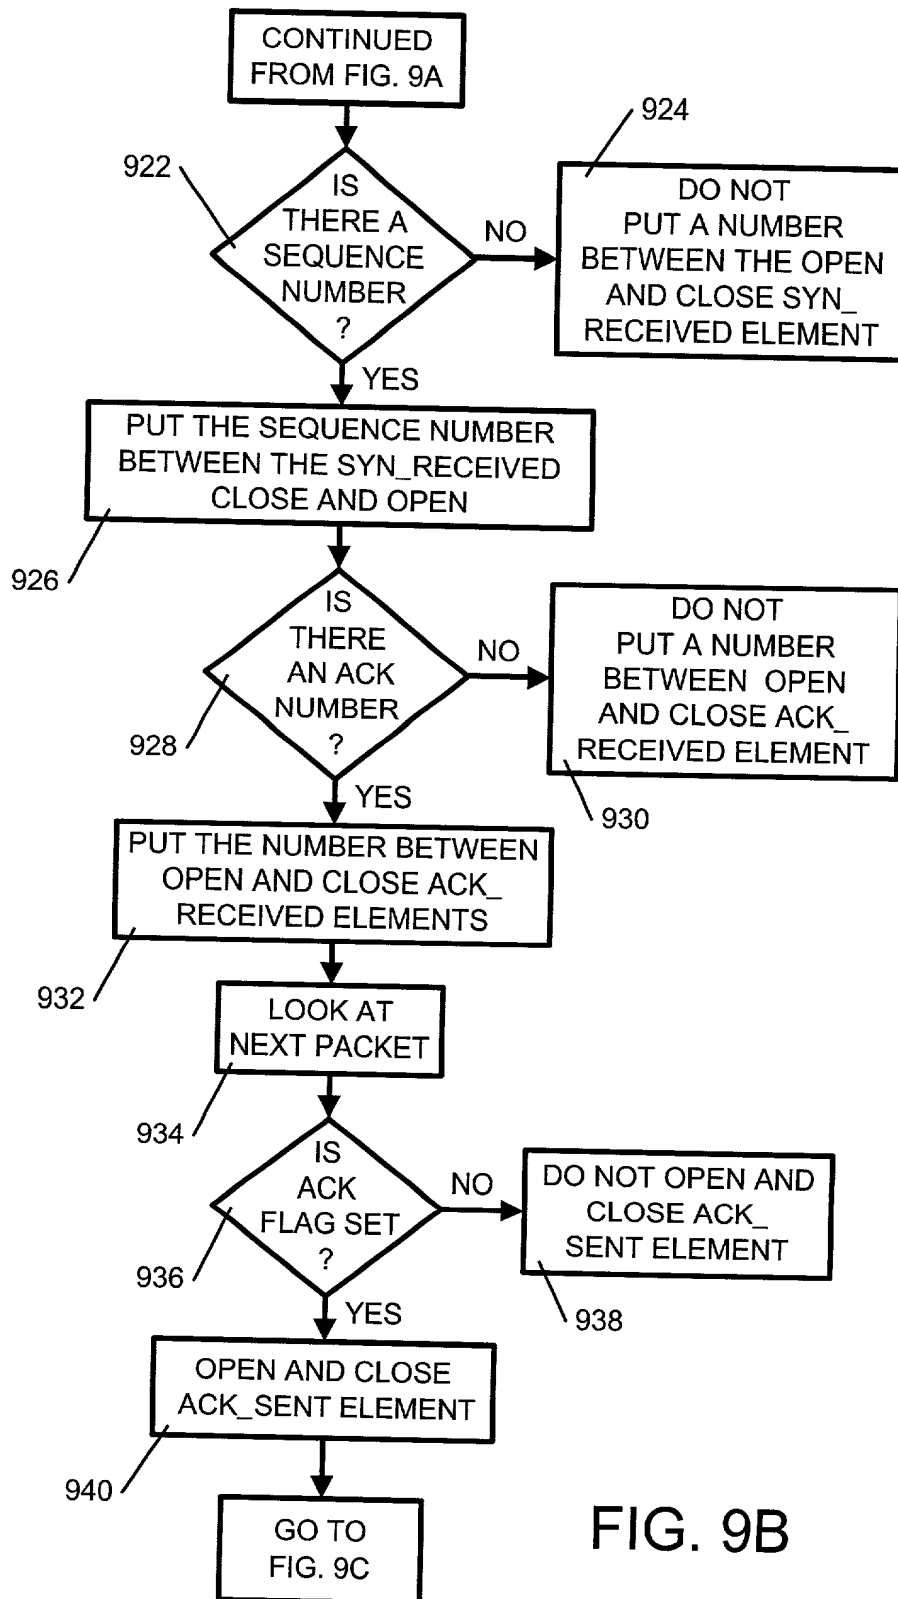 CONTINUED
FROM FIG. 9A
922
IS
THERE A
SEQUENCE
NUMBER
?
NO
924
DO NOT
PUT A NUMBER
BETWEEN THE OPEN
AND CLOSE SYN_
RECEIVED ELEMENT
YES
PUT THE SEQUENCE NUMBER
BETWEEN THE SYN_RECEIVED
CLOSE AND OPEN
926
IS
THERE
AN ACK
NUMBER
?
928
NO
DO NOT
PUT A NUMBER
BETWEEN OPEN
AND CLOSE ACK_
RECEIVED ELEMENT
930
YES
PUT THE NUMBER BETWEEN
OPEN AND CLOSE ACK_
RECEIVED ELEMENTS
932
LOOK AT
NEXT PACKET
934
IS
ACK
FLAG SET
?
936
NO
DO NOT OPEN AND
CLOSE ACK_
SENT ELEMENT
938
YES
OPEN AND CLOSE
ACK_SENT ELEMENT
940
GO TO
FIG. 9C
FIG. 9B